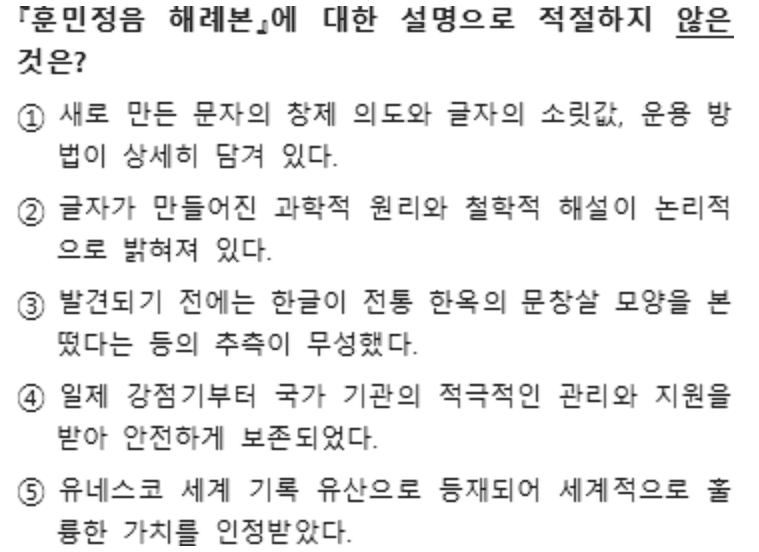 『훈민정음 해례본』에 대한 설명으로 적절하지 않은
것은?
① 새로 만든 문자의 창제 의도와 글자의 소릿값, 운용 방
법이 상세히 담겨 있다.
② 글자가 만들어진 과학적 원리와 철학적 해설이 논리적
으로 밝혀져 있다.
③ 발견되기 전에는 한글이 전통 한옥의 문창살 모양을 본
떴다는 등의 추측이 무성했다.
④ 일제 강점기부터 국가 기관의 적극적인 관리와 지원을
받아 안전하게 보존되었다.
⑤ 유네스코 세계 기록 유산으로 등재되어 세계적으로 훌
륭한 가치를 인정받았다.